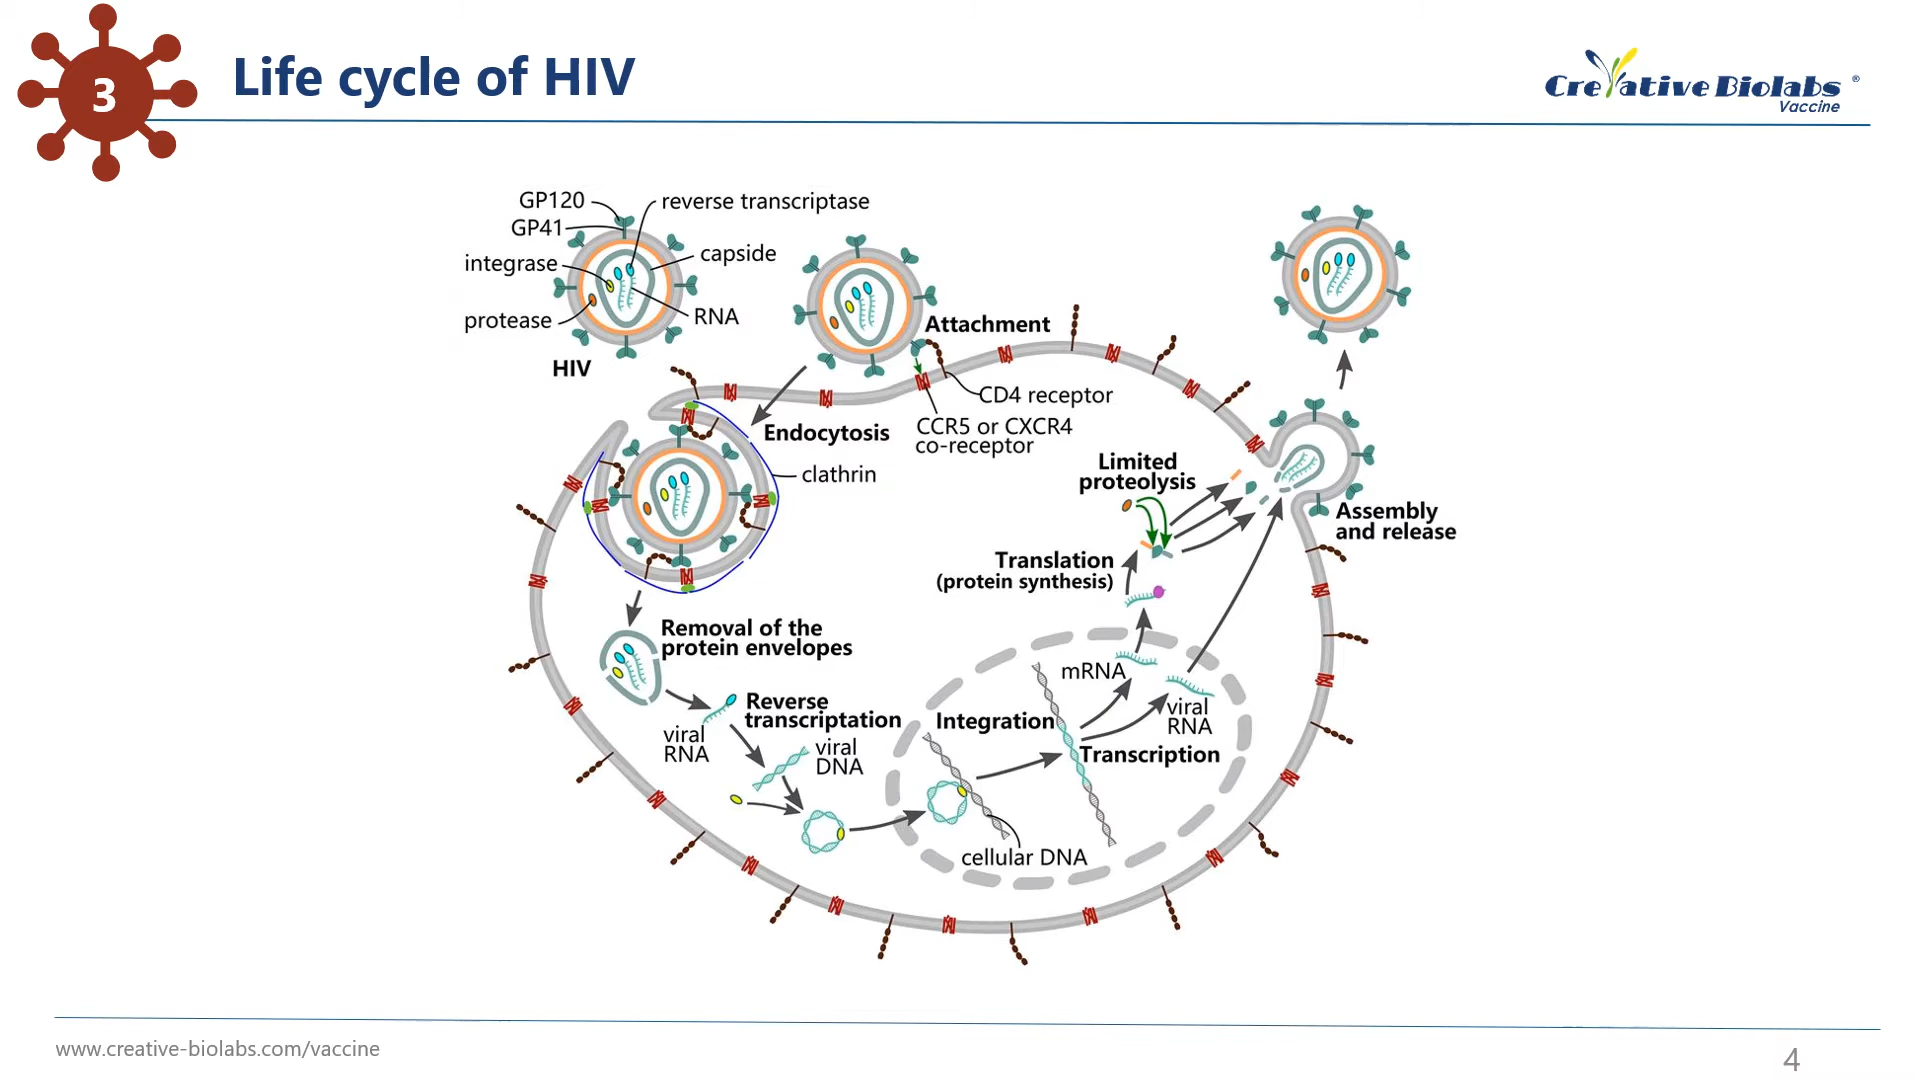 3
Life cycle of HIV
Creative Biolabs ®
Vaccine
GP120
reverse transcriptase
GP41
capside
integrase
RNA
protease
HIV
Attachment
CD4 receptor
CCR5 or CXCR4
co-receptor
Endocytosis
clathrin
Limited
proteolysis
Assembly
and release
Translation
(protein synthesis)
Removal of the
protein envelopes
mRNA
viral
RNA
Reverse
transcriptation
viral
RNA
viral
DNA
Integration
Transcription
cellular DNA
www.creative-biolabs.com/vaccine
4